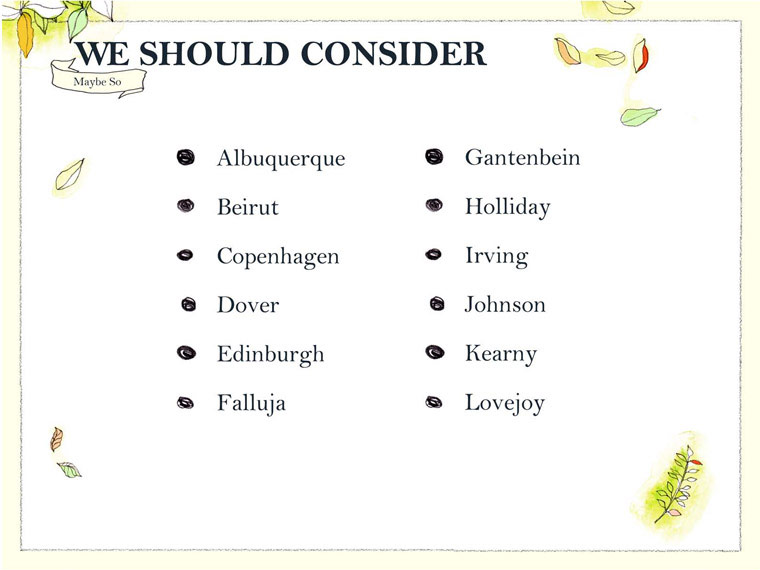 WE SHOULD CONSIDER
Maybe So
Albuquerque
Beirut
Copenhagen
Dover
Edinburgh
Falluja
Gantenbein
Holliday
Irving
Johnson
Kearny
Lovejoy